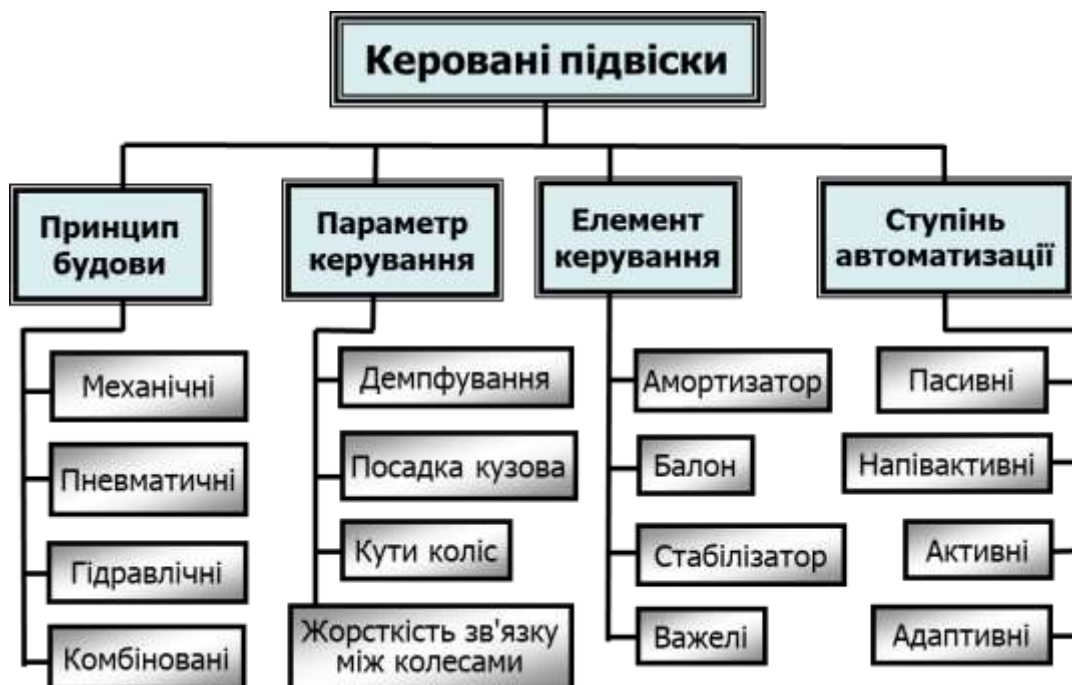 Керовані підвіски
Принцип
будови
Параметр
керування
Елемент
керування
Ступінь
автоматизації
Механічні
Пневматичні
Гідравлічні
Комбіновані
Демпфування
Посадка кузова
Кути коліс
Жорсткість зв'язку
між колесами
Амортизатор
Балон
Стабілізатор
Важелі
Пасивні
Напівактивні
Активні
Адаптивні